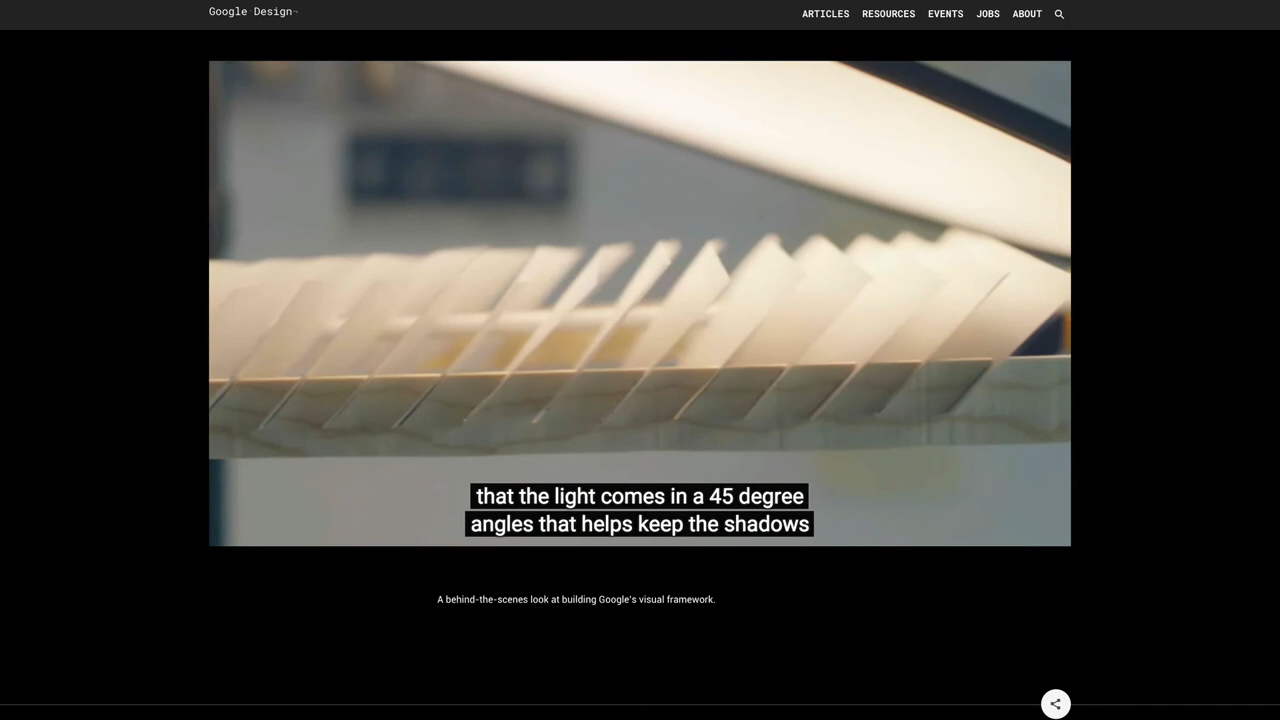 Google Design
ARTICLES RESOURCES EVENTS JOBS ABOUT
that the light comes in a 45 degree
angles that helps keep the shadows
A behind-the-scenes look at building Google's visual framework.